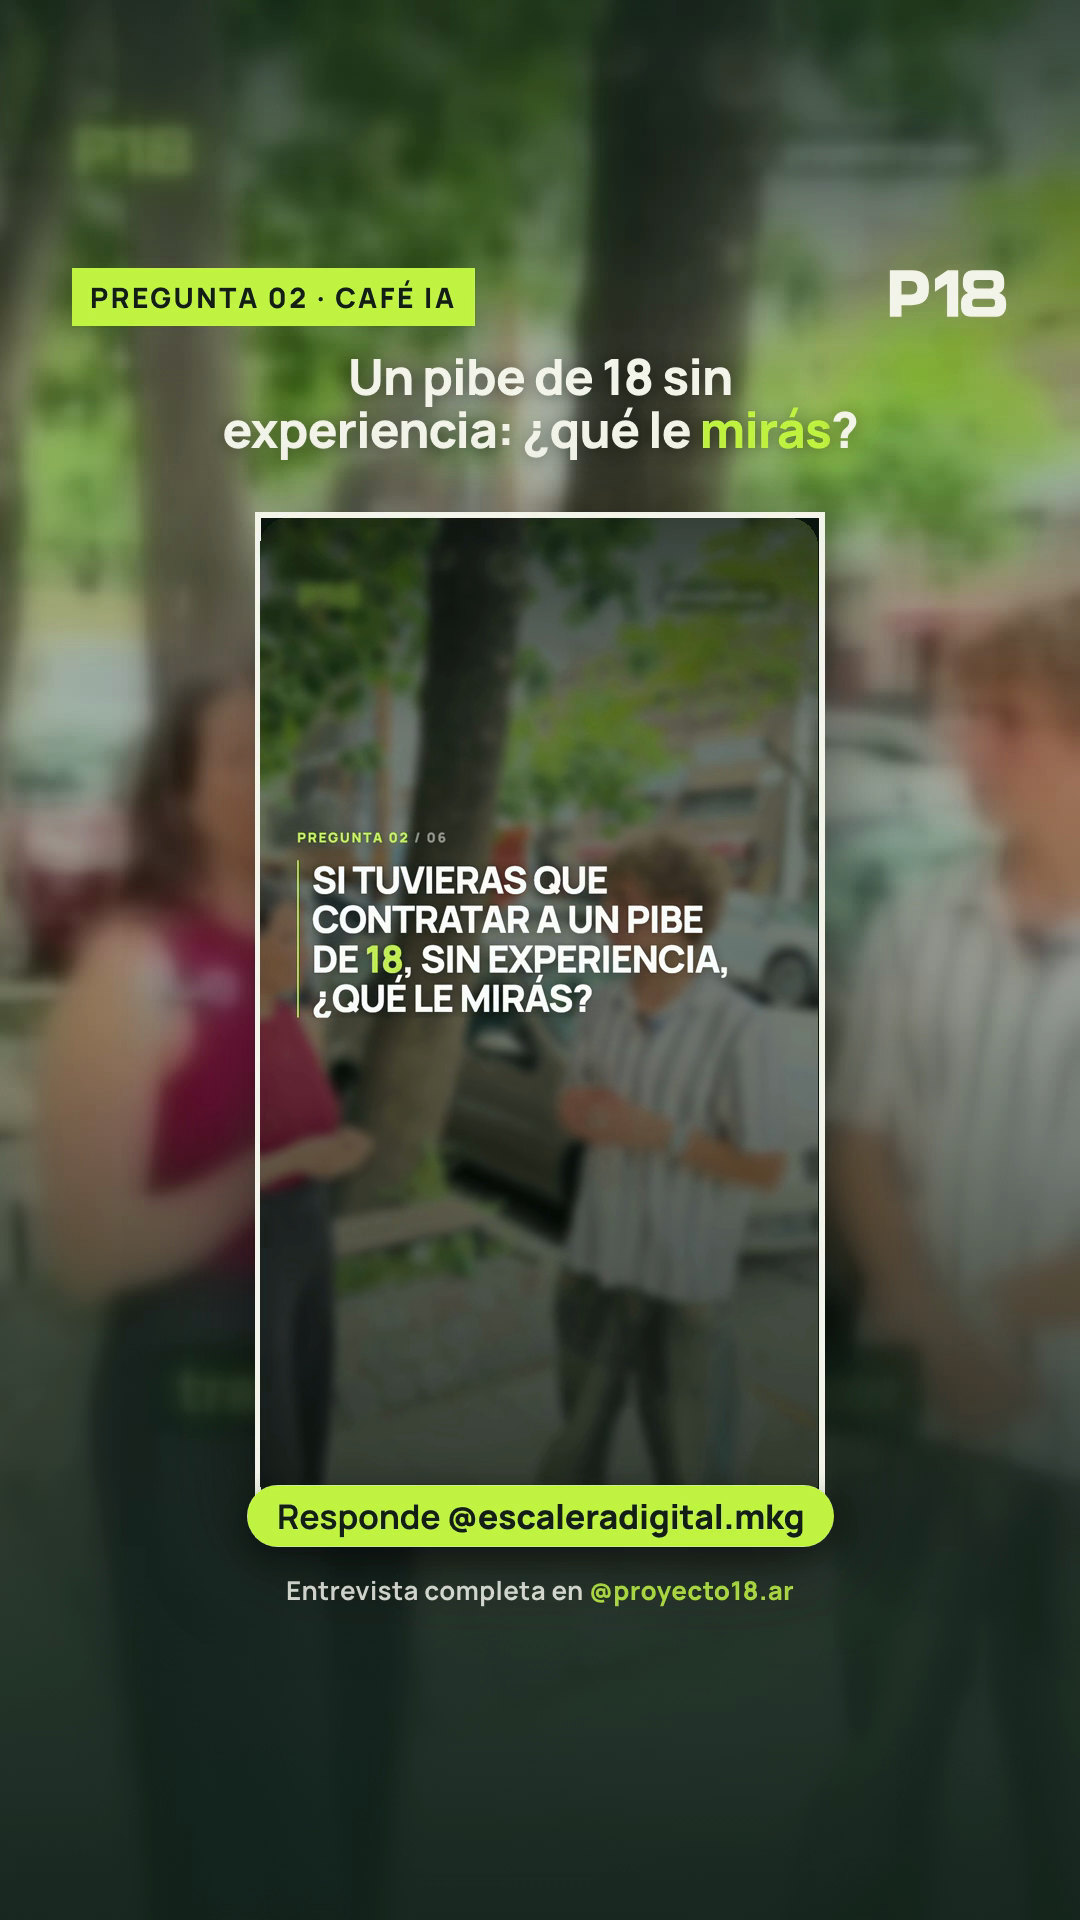 PREGUNTA 02 · CAFÉ IA
P18
Un pibe de 18 sin
experiencia: ¿qué le mirás?
PREGUNTA 02 / 06
SI TUVIERAS QUE
CONTRATAR A UN PIBE
DE 18, SIN EXPERIENCIA,
¿QUÉ LE MIRÁS?
Responde @escaleradigital.mkg
Entrevista completa en @proyecto18.ar